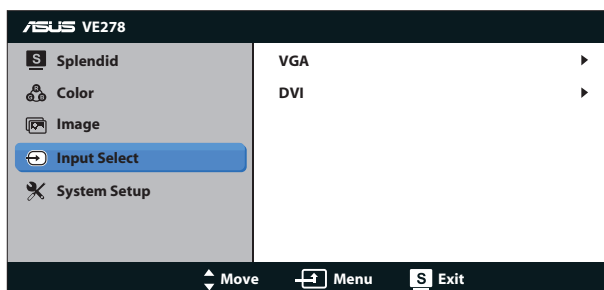 ASUS VE278
S Splendid
Color
Image
Input Select
System Setup
VGA
DVI
Move Menu S Exit